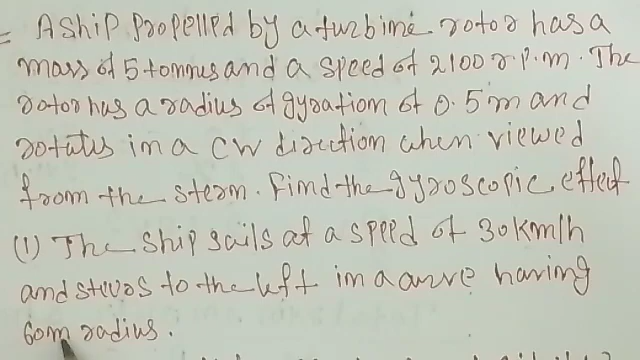 = A ship propelled by a turbine rotor has a
mass of 5 tonnes and a speed of 2100 r.p.m. The
rotor has a radius of gyration of 0.5m and
rotates in a CW direction when viewed
from the stern. Find the gyroscopic effect
(1) The ship sails at a speed of 30 km/h
and steers to the left in a curve having
60m radius.